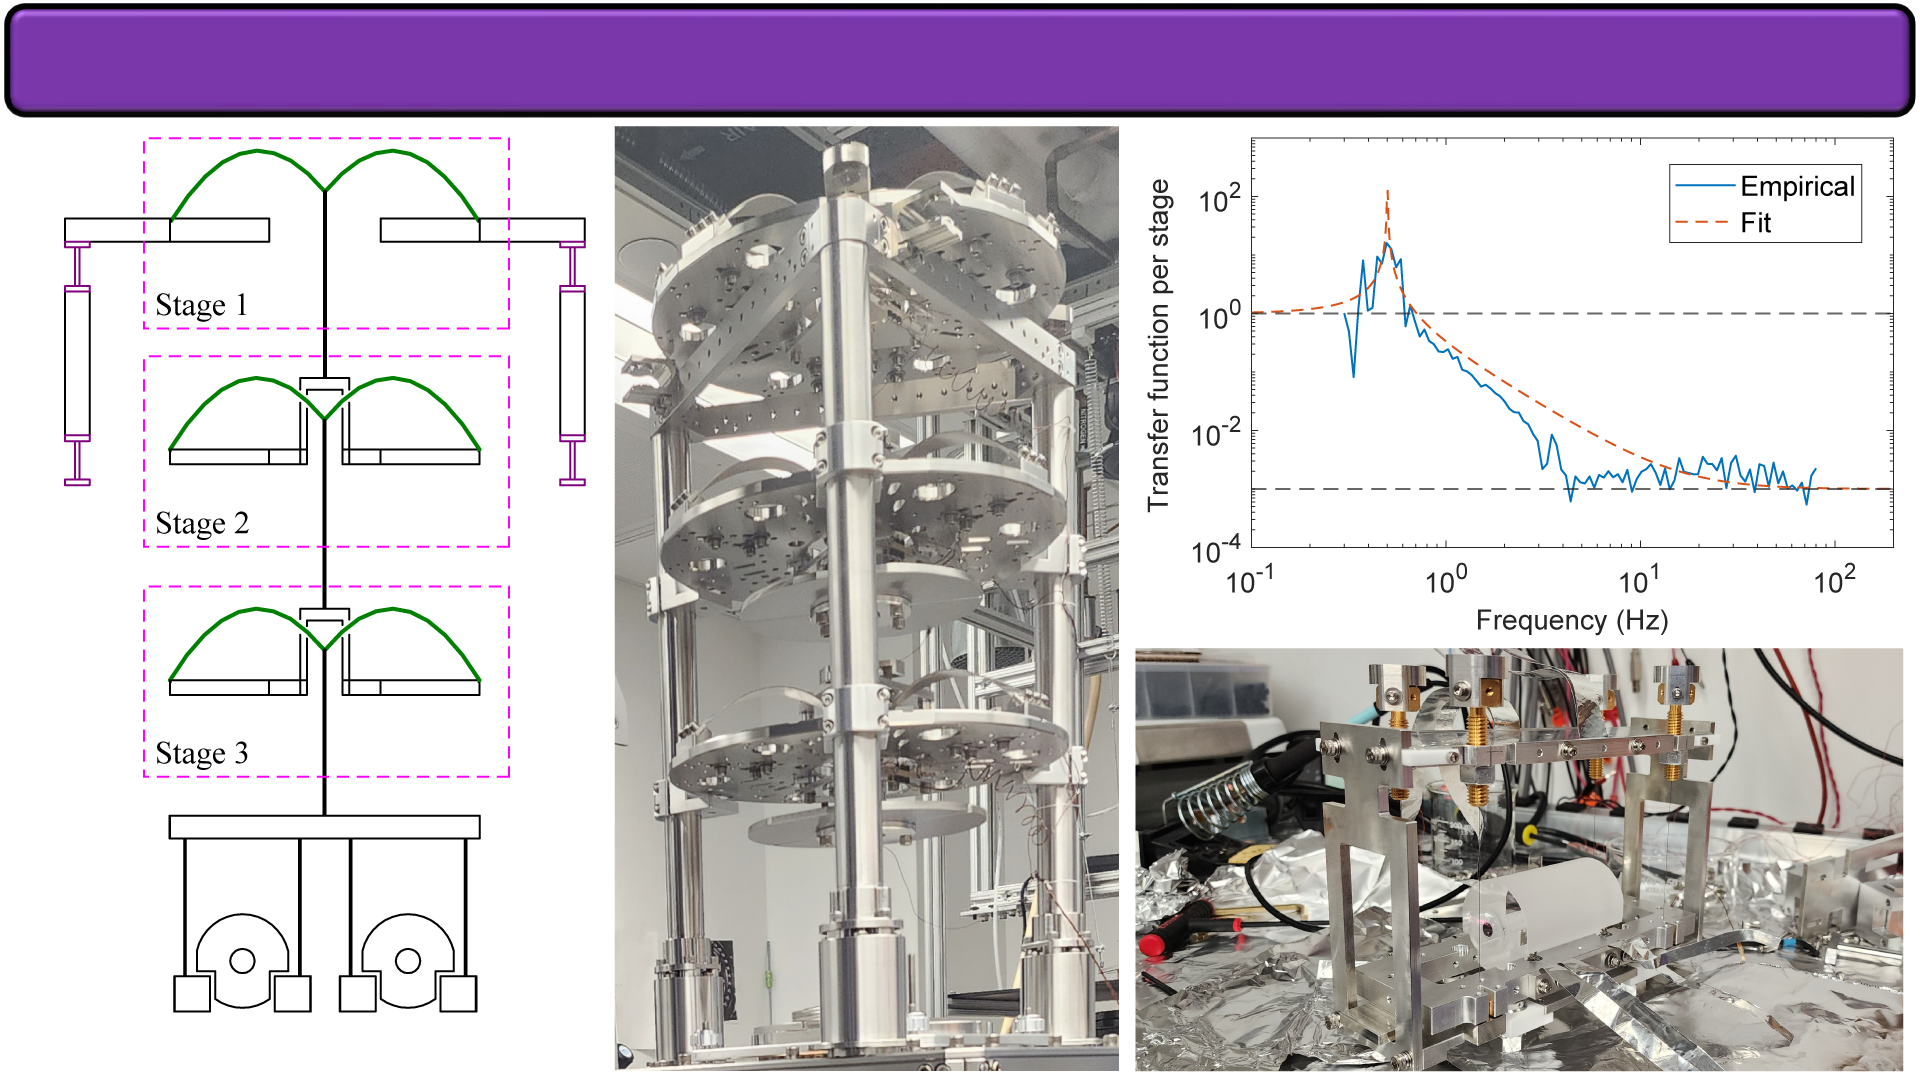 Stage 1
Stage 2
Stage 3
Transfer function per stage
10^2
10^0
10^-2
10^-4
10^-1
10^0
10^1
10^2
Frequency (Hz)
Empirical
Fit
NITROGEN